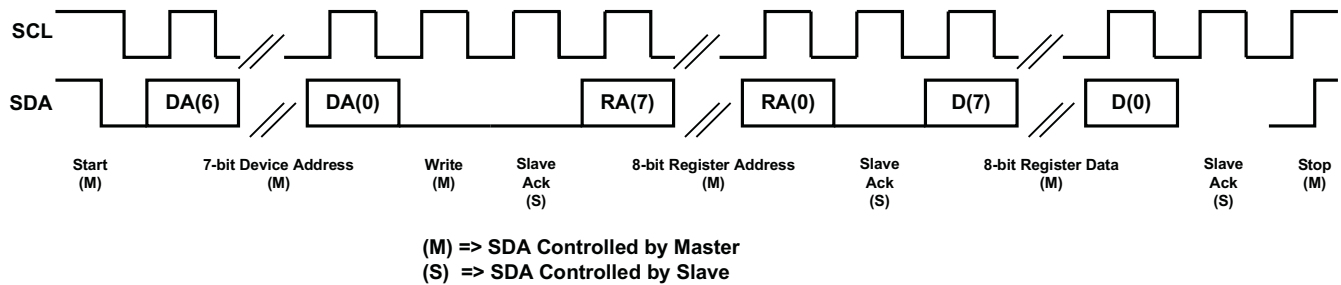 SCL
SDA
DA(6)
DA(0)
RA(7)
RA(0)
D(7)
D(0)
Start
(M)
7-bit Device Address
(M)
Write
(M)
Slave
Ack
(S)
8-bit Register Address
(M)
Slave
Ack
(S)
8-bit Register Data
(M)
Slave
Ack
(S)
Stop
(M)
(M) => SDA Controlled by Master
(S) => SDA Controlled by Slave